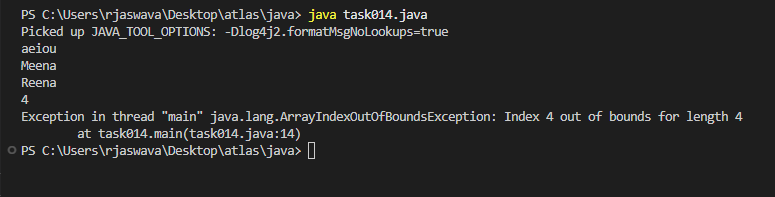 PS C:\Users\rjaswava\Desktop\atlas\java> java task014.java
Picked up JAVA_TOOL_OPTIONS: -Dlog4j2.formatMsgNoLookups=true
aeiou
Meena
Reena
4
Exception in thread "main" java.lang.ArrayIndexOutOfBoundsException: Index 4 out of bounds for length 4
        at task014.main(task014.java:14)
PS C:\Users\rjaswava\Desktop\atlas\java>